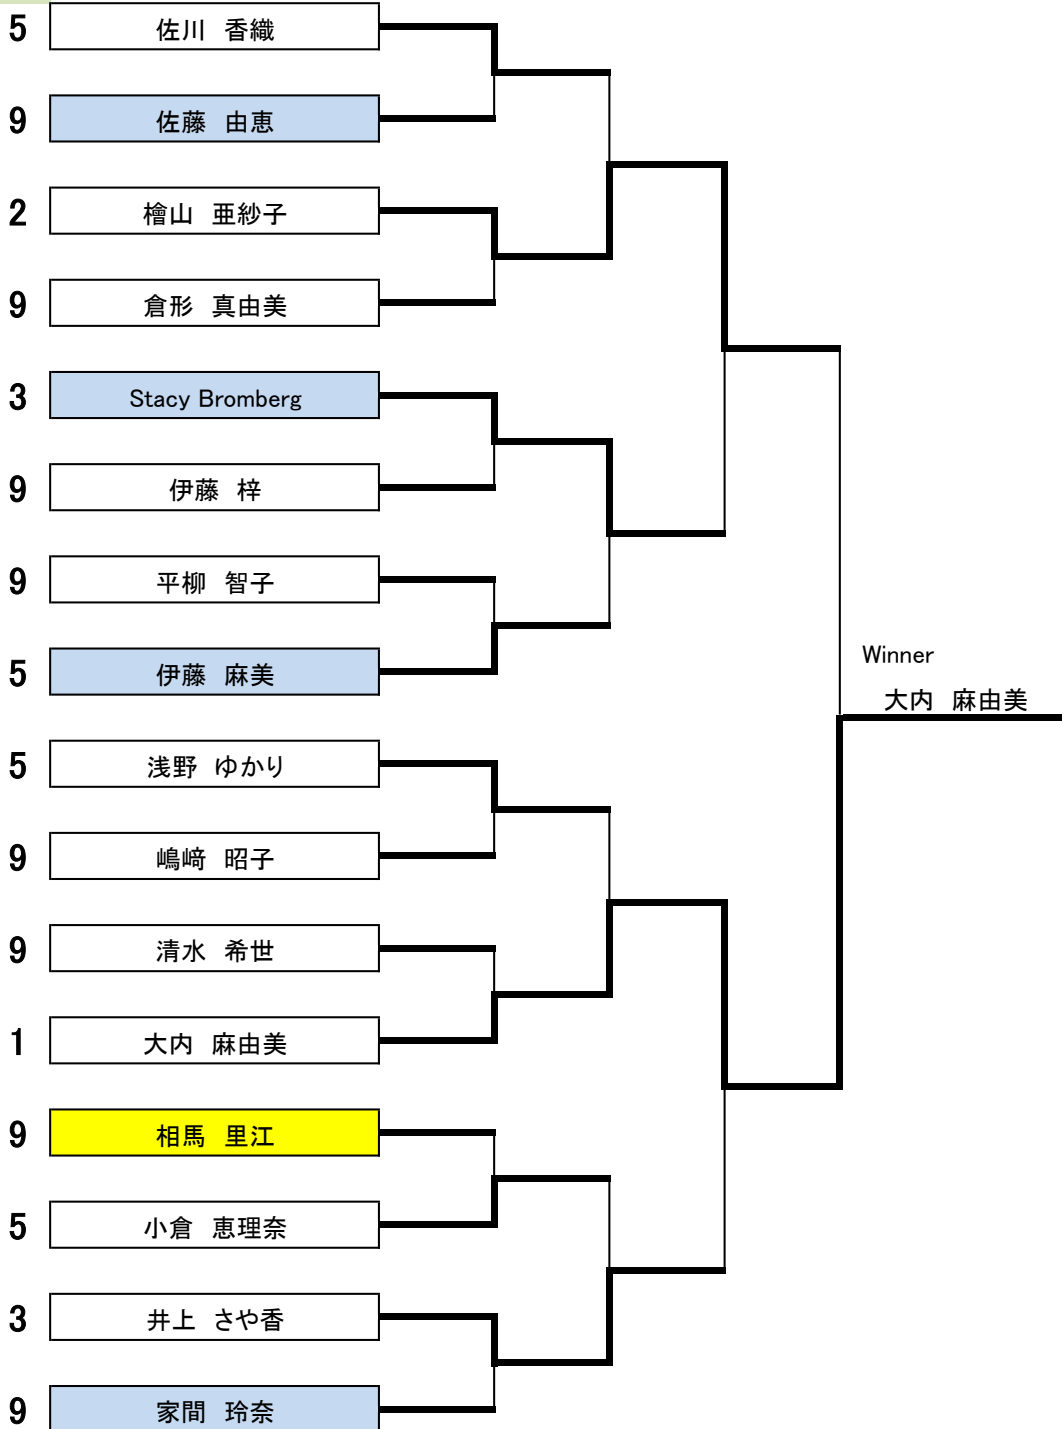 5 佐川　香織
9 佐藤　由恵
2 檜山　亜紗子
9 倉形　真由美
3 Stacy Bromberg
9 伊藤　梓
9 平柳　智子
5 伊藤　麻美
Winner
大内　麻由美
5 浅野　ゆかり
9 嶋﨑　昭子
9 清水　希世
1 大内　麻由美
9 相馬　里江
5 小倉　恵理奈
3 井上　さや香
9 家間　玲奈